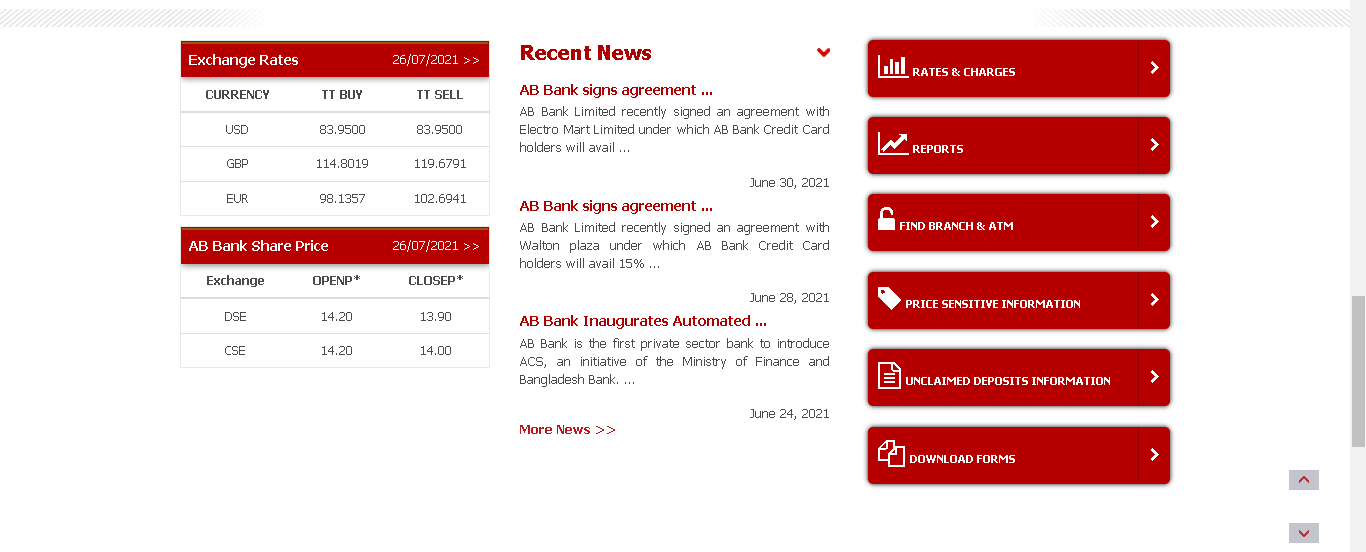 Exchange Rates 26/07/2021 >>
CURRENCY TT BUY TT SELL
USD 83.9500 83.9500
GBP 114.8019 119.6791
EUR 98.1357 102.6941
AB Bank Share Price 26/07/2021 >>
Exchange OPENP* CLOSEP*
DSE 14.20 13.90
CSE 14.20 14.00
Recent News
AB Bank signs agreement ...
AB Bank Limited recently signed an agreement with
Electro Mart Limited under which AB Bank Credit Card
holders will avail ...
June 30, 2021
AB Bank signs agreement ...
AB Bank Limited recently signed an agreement with
Walton plaza under which AB Bank Credit Card
holders will avail 15% ...
June 28, 2021
AB Bank Inaugurates Automated ...
AB Bank is the first private sector bank to introduce
ACS, an initiative of the Ministry of Finance and
Bangladesh Bank. ...
June 24, 2021
More News >>
RATES & CHARGES
REPORTS
FIND BRANCH & ATM
PRICE SENSITIVE INFORMATION
UNCLAIMED DEPOSITS INFORMATION
DOWNLOAD FORMS